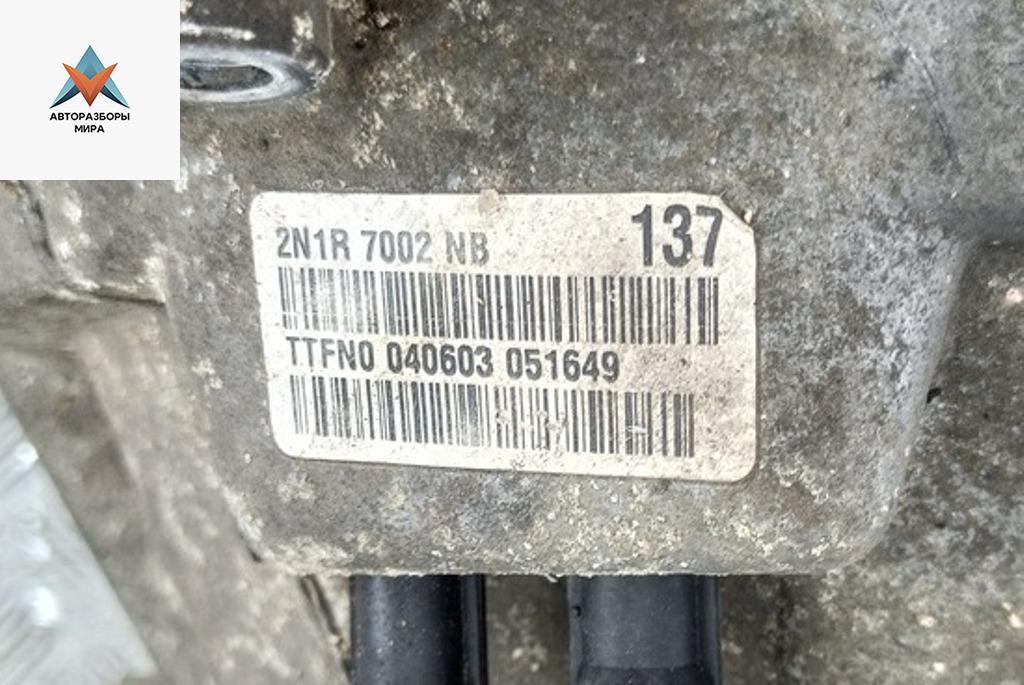 АВТОРАЗБОРЫ
МИРА
2N1R 7002 NB 137
TTFN0 040603 051649